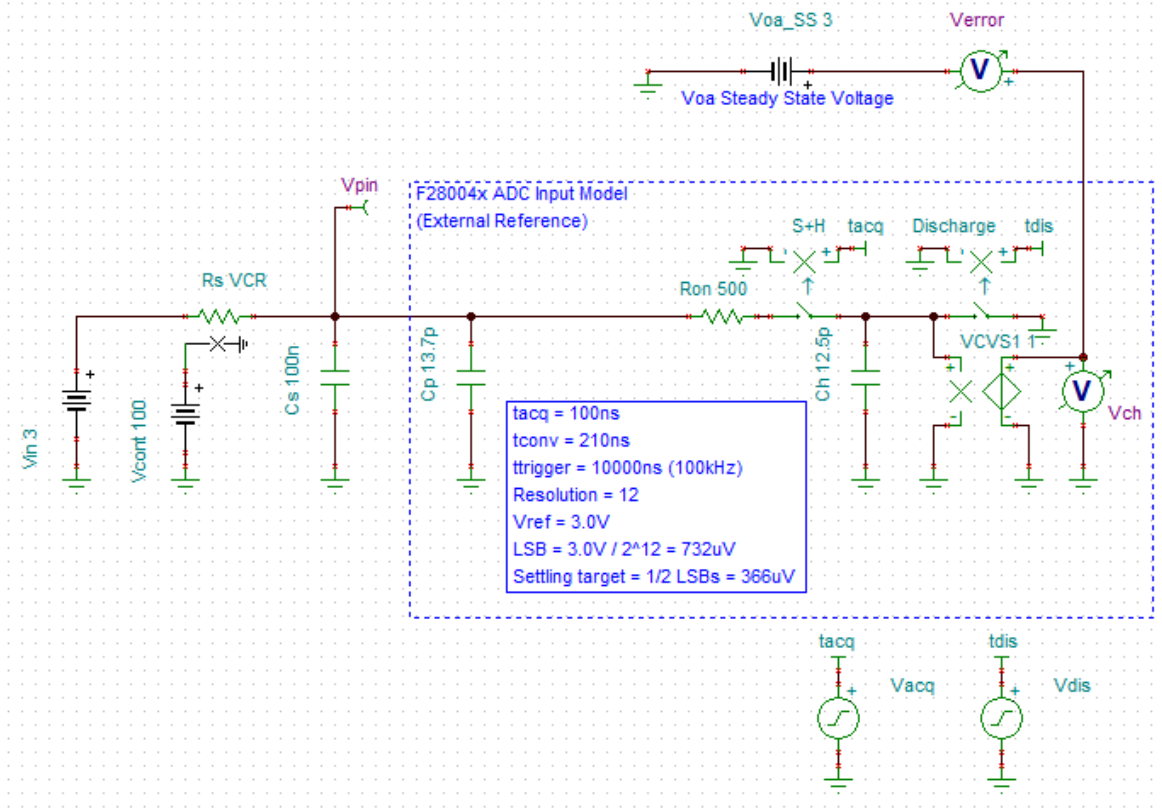 Voa_SS 3
Verror
V
+
+
Voa Steady State Voltage
Vpin
F28004x ADC Input Model
(External Reference)
S+H
tacq
Discharge
tdis
-
+
-
+
Rs VCR
Ron 500
VCVS1 1
Cs 100n
Cp 13.7p
Ch 12.5p
+
+
+
+
+
V
Vch
-
-
Vin 3
Vcont 100
tacq = 100ns
tconv = 210ns
ttrigger = 10000ns (100kHz)
Resolution = 12
Vref = 3.0V
LSB = 3.0V / 2^12 = 732uV
Settling target = 1/2 LSBs = 366uV
tacq
tdis
+
Vacq
+
Vdis